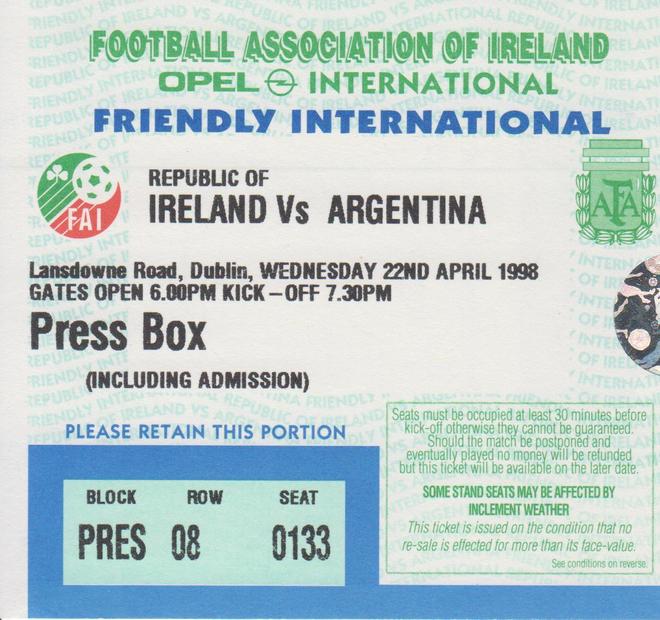 FOOTBALL ASSOCIATION OF IRELAND
OPEL INTERNATIONAL
FRIENDLY INTERNATIONAL
FAI
AFA
REPUBLIC OF
IRELAND Vs ARGENTINA
Lansdowne Road, Dublin, WEDNESDAY 22ND APRIL 1998
GATES OPEN 6.00PM KICK-OFF 7.30PM
Press Box
(INCLUDING ADMISSION)
PLEASE RETAIN THIS PORTION
BLOCK ROW SEAT
PRES 08 0133
Seats must be occupied at least 30 minutes before
kick-off otherwise they cannot be guaranteed.
Should the match be postponed and
eventually played no money will be refunded
but this ticket will be available on the later date.
SOME STAND SEATS MAY BE AFFECTED BY
INCLEMENT WEATHER
This ticket is issued on the condition that no
re-sale is effected for more than its face-value.
See conditions on reverse.